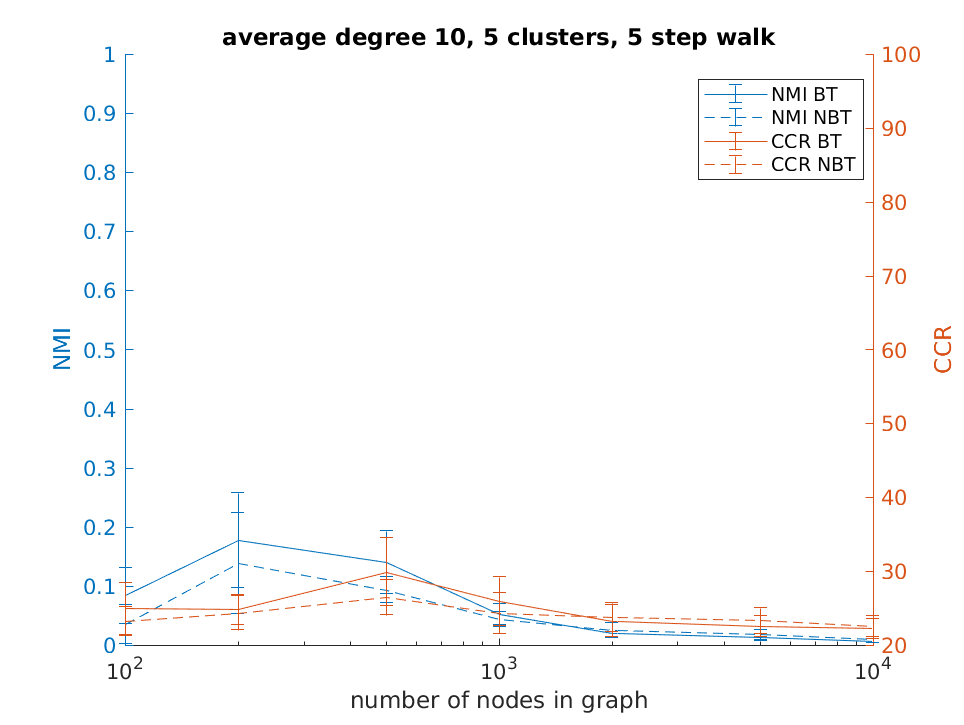 average degree 10, 5 clusters, 5 step walk
1
0.9
0.8
0.7
0.6
0.5
0.4
0.3
0.2
0.1
0
NMI
100
90
80
70
60
50
40
30
20
CCR
NMI BT
NMI NBT
CCR BT
CCR NBT
10^2
10^3
10^4
number of nodes in graph